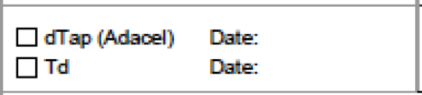 ☐ dTap (Adacel) Date:
☐ Td Date: